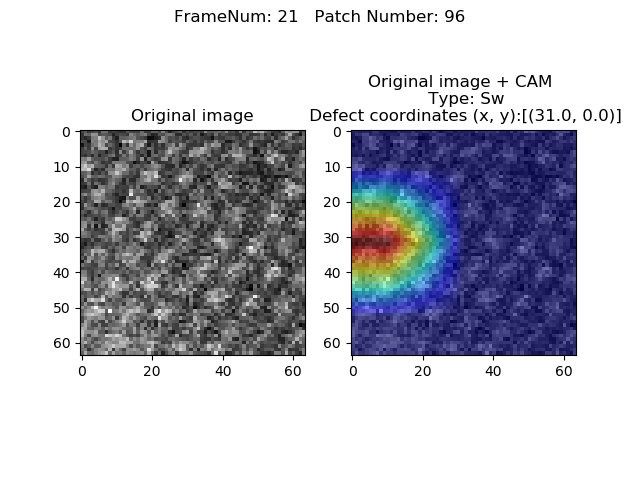 FrameNum: 21   Patch Number: 96
Original image
Original image + CAM
Type: Sw
Defect coordinates (x, y):[(31.0, 0.0)]
0
10
20
30
40
50
60
0 20 40 60
0
10
20
30
40
50
60
0 20 40 60